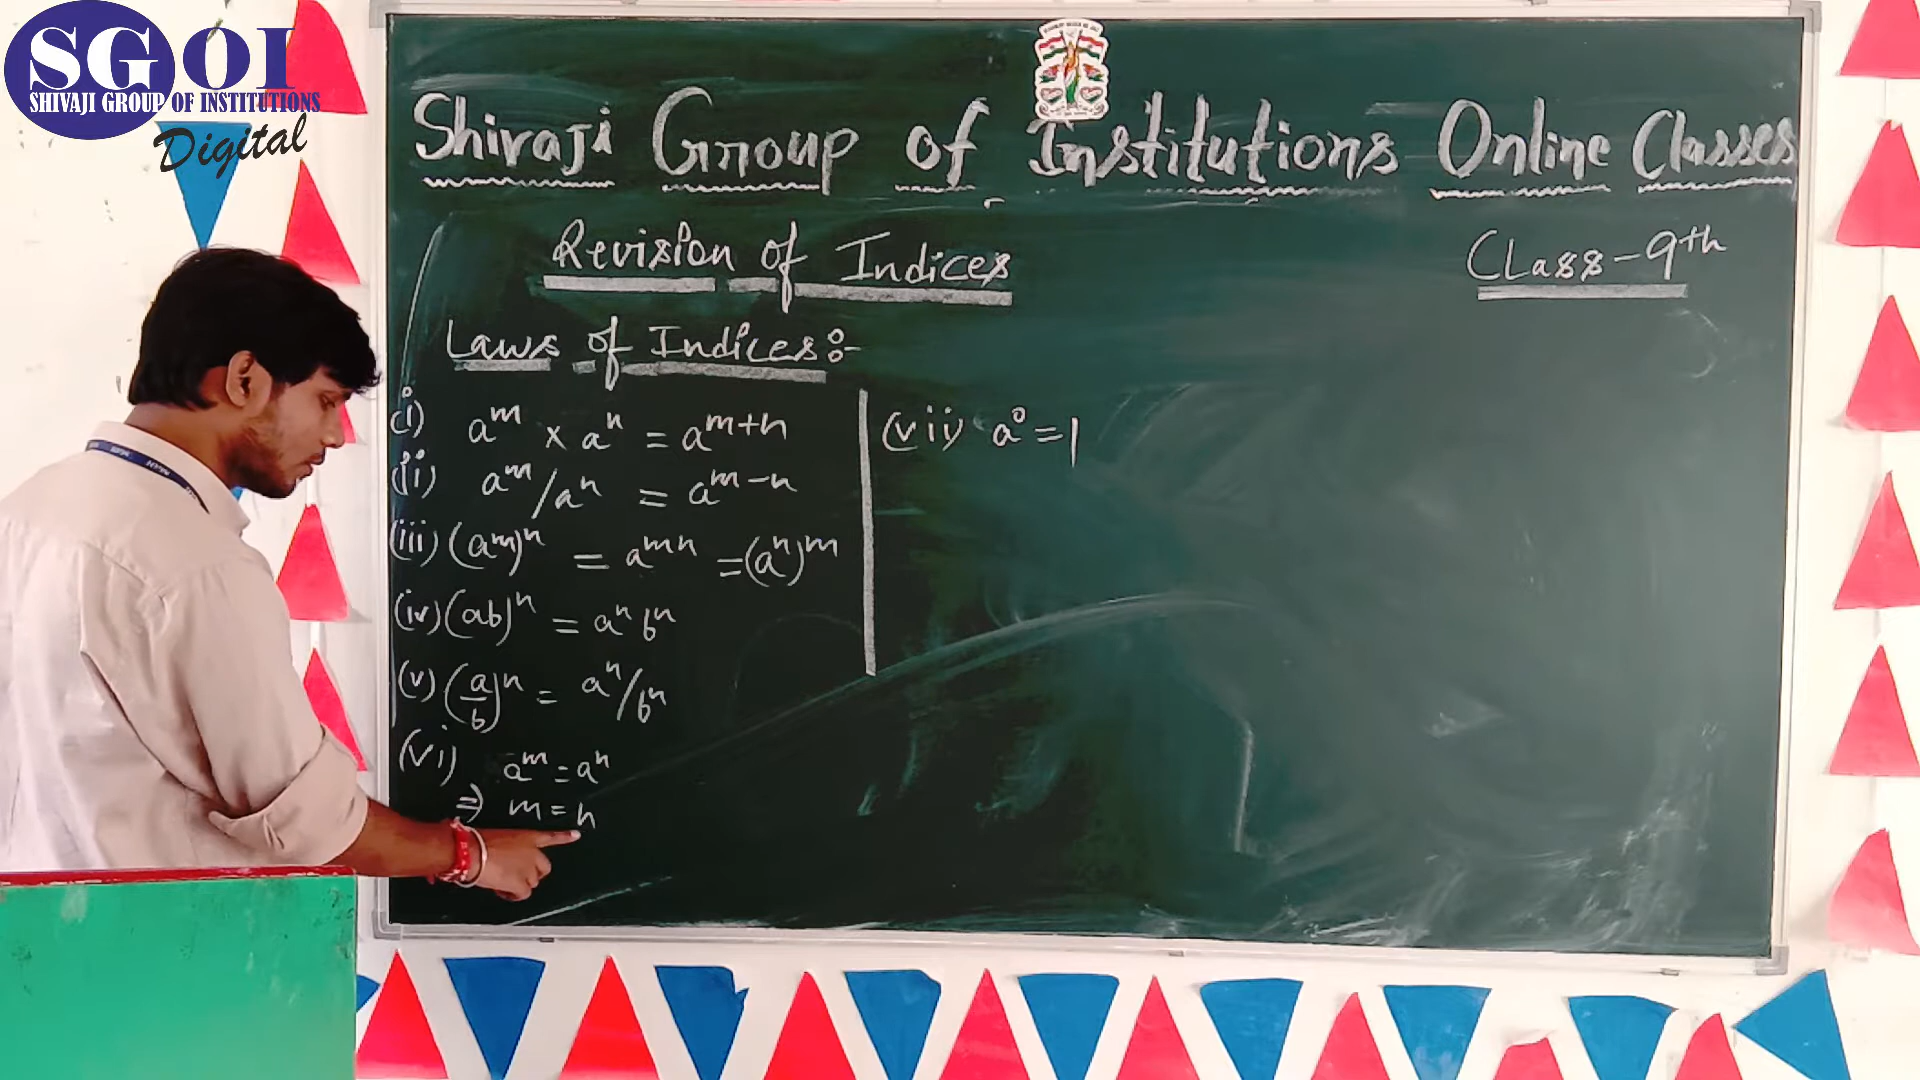 SGOI
SHIVAJI GROUP OF INSTITUTIONS
Digital
Shivaji Group of Institutions Online Classes
Revision of Indices
Class-9th
Laws of Indices:-
(i) a^m × a^n = a^m+n
(ii) a^m/a^n = a^m-n
(iii) (a^m)^n = a^mn = (a^n)^m
(iv) (ab)^n = a^n b^n
(v) (a/b)^n = a^n/b^n
(vi) a^m = a^n
⇒ m = n
(vii) a^0 = 1